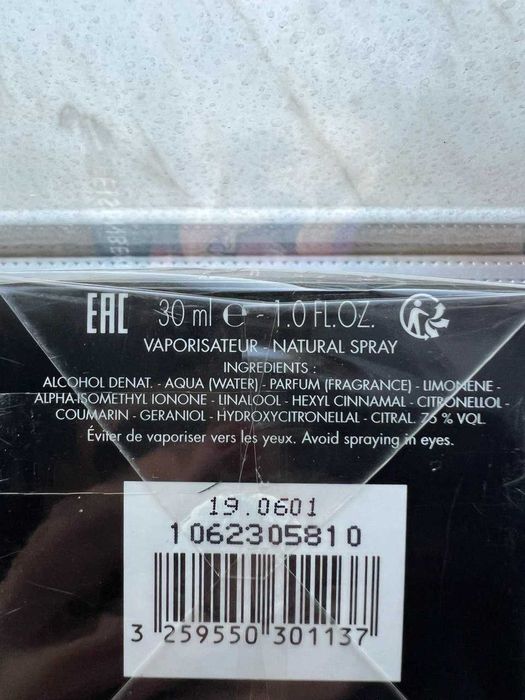 EAC 30 ml e - 1.0 FL.OZ.
VAPORISATEUR - NATURAL SPRAY
INGREDIENTS :
ALCOHOL DENAT. - AQUA (WATER) - PARFUM (FRAGRANCE) - LIMONENE -
ALPHA-ISOMETHYL IONONE - LINALOOL - HEXYL CINNAMAL - CITRONELLOL -
COUMARIN - GERANIOL - HYDROXYCITRONELLAL - CITRAL. 76 % VOL.
Éviter de vaporiser vers les yeux. Avoid spraying in eyes.
19.0601
1062305810
3 259550 301137